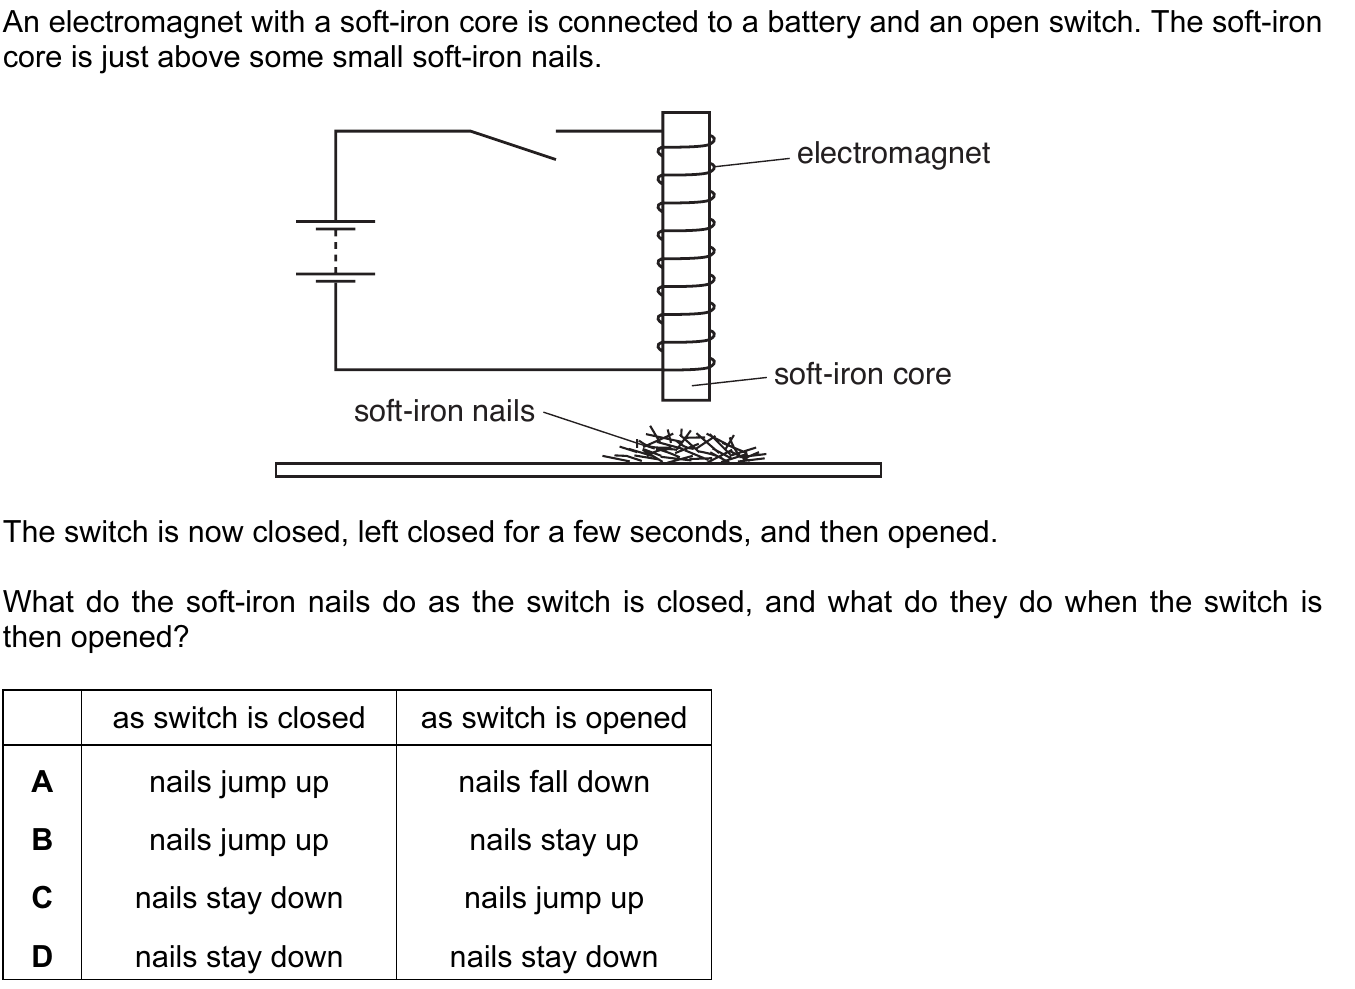 An electromagnet with a soft-iron core is connected to a battery and an open switch. The soft-iron
core is just above some small soft-iron nails.
electromagnet
soft-iron core
soft-iron nails
The switch is now closed, left closed for a few seconds, and then opened.
What do the soft-iron nails do as the switch is closed, and what do they do when the switch is
then opened?
as switch is closed as switch is opened
A nails jump up nails fall down
B nails jump up nails stay up
C nails stay down nails jump up
D nails stay down nails stay down